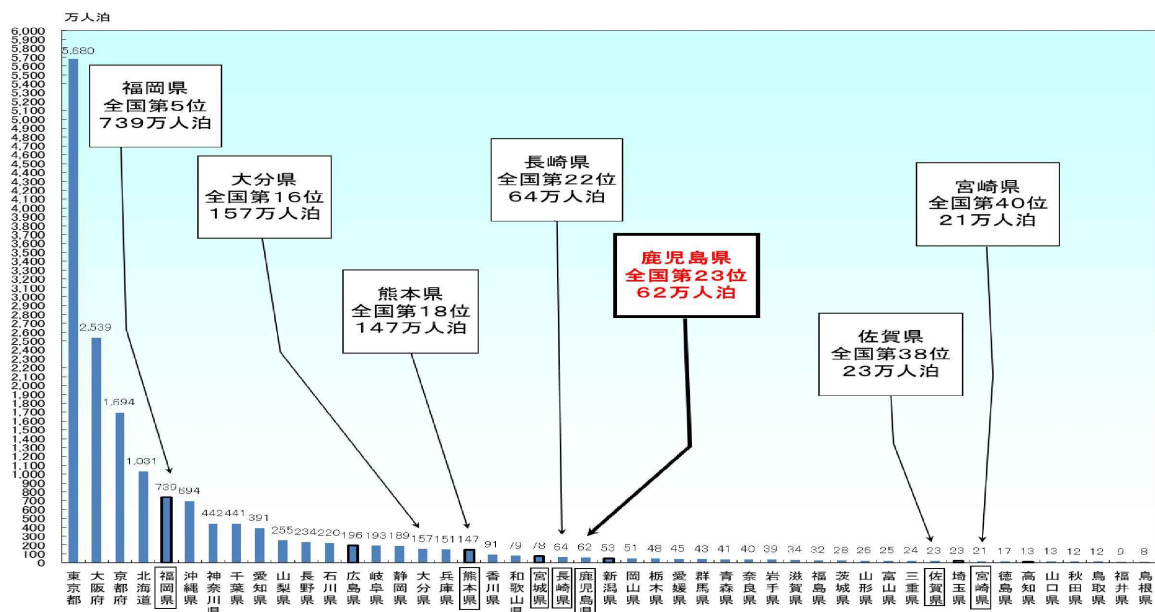 万人泊
6,000
5,900
5,800
5,700
5,600
5,500
5,400
5,300
5,200
5,100
5,000
4,900
4,800
4,700
4,600
4,500
4,400
4,300
4,200
4,100
4,000
3,900
3,800
3,700
3,600
3,500
3,400
3,300
3,200
3,100
3,000
2,900
2,800
2,700
2,600
2,500
2,400
2,300
2,200
2,100
2,000
1,900
1,800
1,700
1,600
1,500
1,400
1,300
1,200
1,100
1,000
900
800
700
600
500
400
300
200
100
0
福岡県
全国第5位
739万人泊
大分県
全国第16位
157万人泊
熊本県
全国第18位
147万人泊
長崎県
全国第22位
64万人泊
鹿児島県
全国第23位
62万人泊
佐賀県
全国第38位
23万人泊
宮崎県
全国第40位
21万人泊
5,680 2,539 1,694 1,031 739 694 442 441 391 255 234 220 196 193 189 157 151 147 91 79 78 64 62 53 51 48 45 43 41 40 39 34 32 28 26 25 24 23 23 21 17 13 13 12 12 9 8
東京都 大阪府 京都府 北海道 福岡県 沖縄県 神奈川県 千葉県 愛知県 山梨県 長野県 石川県 広島県 岐阜県 静岡県 大分県 兵庫県 熊本県 香川県 和歌山県 宮城県 長崎県 鹿児島県 新潟県 岡山県 栃木県 愛媛県 群馬県 青森県 奈良県 岩手県 滋賀県 福島県 茨城県 山形県 富山県 三重県 佐賀県 埼玉県 宮崎県 徳島県 高知県 山口県 秋田県 鳥取県 福井県 島根県